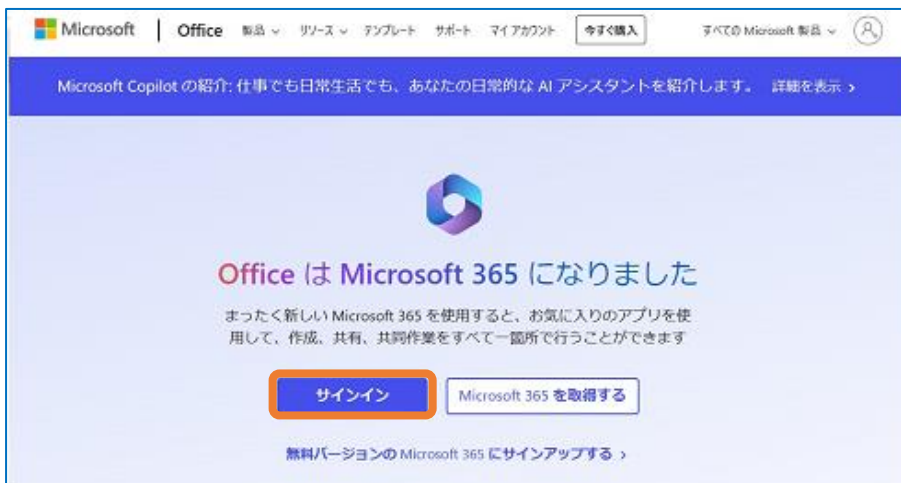 Microsoft | Office 製品 リソース テンプレート サポート マイ アカウント 今すぐ購入 すべての Microsoft 製品
Microsoft Copilot の紹介: 仕事でも日常生活でも、あなたの日常的な AI アシスタントを紹介します。 詳細を表示 >
Office は Microsoft 365 になりました
まったく新しい Microsoft 365 を使用すると、お気に入りのアプリを使
用して、作成、共有、共同作業をすべて一箇所で行うことができます
サインイン Microsoft 365 を取得する
無料バージョンの Microsoft 365 にサインアップする >